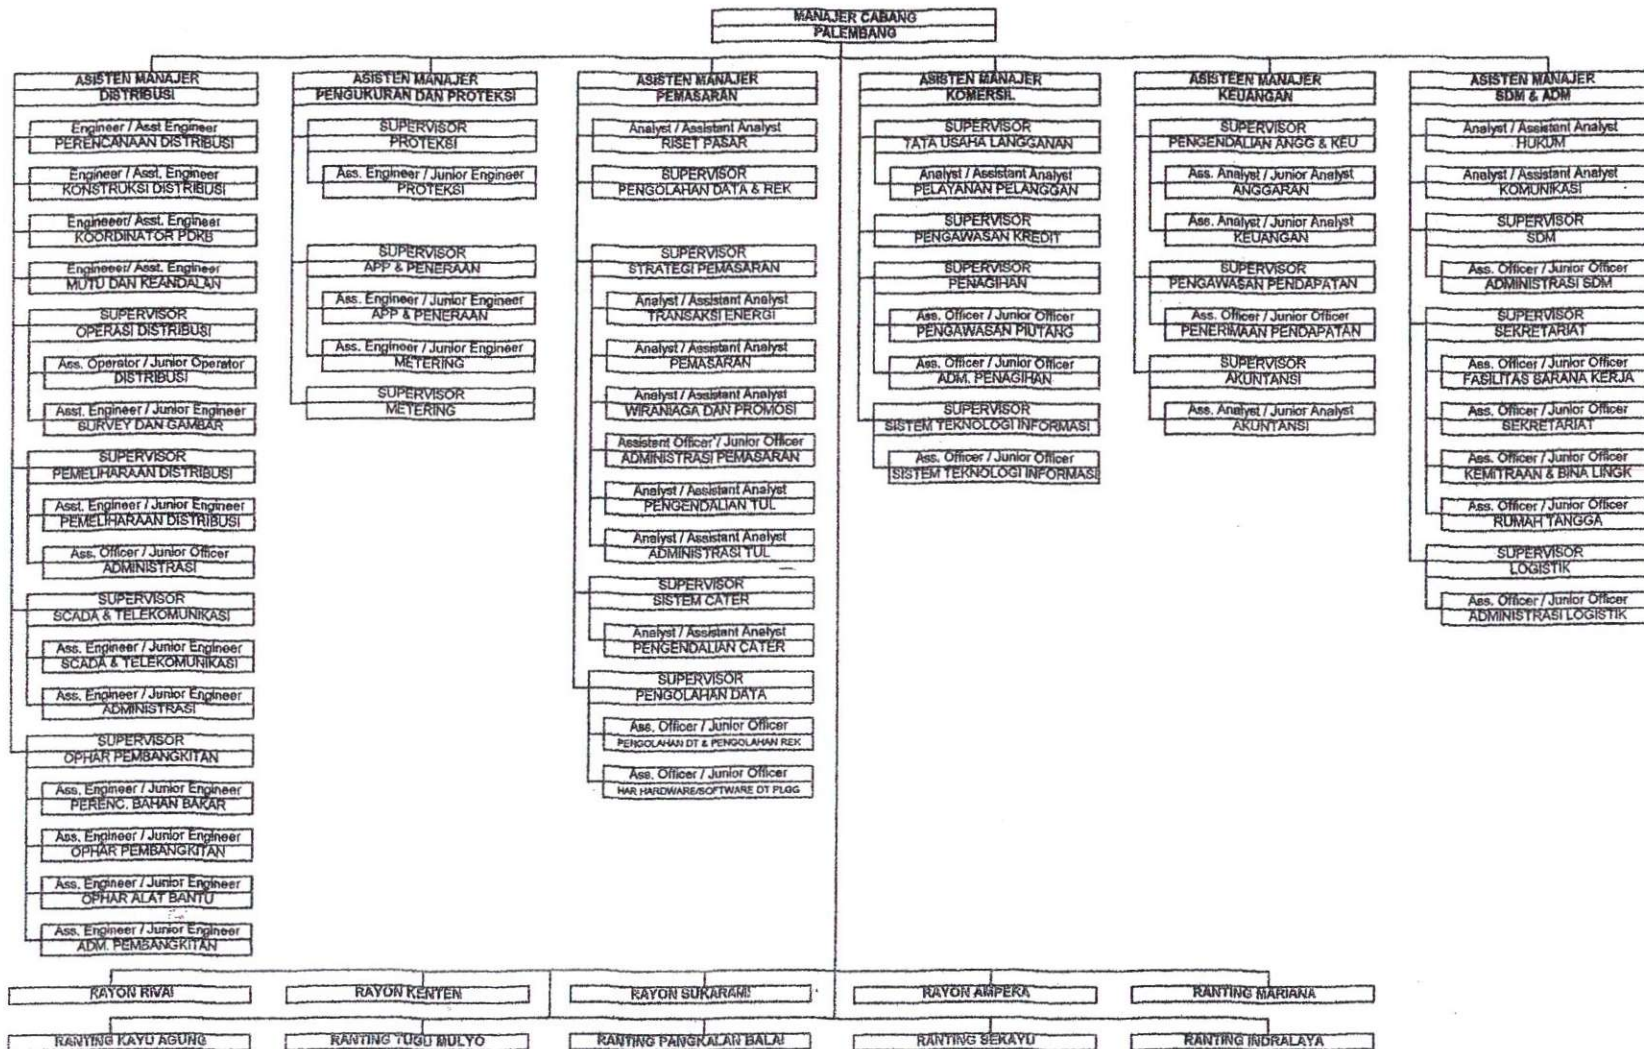 MANAJER CABANG
PALEMBANG
ASISTEN MANAJER
DISTRIBUSI
Engineer / Asst Engineer
PERENCANAAN DISTRIBUSI
Engineer / Asst. Engineer
KONSTRUKSI DISTRIBUSI
Engineeer/ Asst. Engineer
KOORDINATOR PDKB
Engineeer/ Asst. Engineer
MUTU DAN KEANDALAN
SUPERVISOR
OPERASI DISTRIBUSI
Ass. Operator / Junior Operator
DISTRIBUSI
Asst. Engineer / Junior Engineer
SURVEY DAN GAMBAR
SUPERVISOR
PEMELIHARAAN DISTRIBUSI
Asst. Engineer / Junior Engineer
PEMELIHARAAN DISTRIBUSI
Ass. Officer / Junior Officer
ADMINISTRASI
SUPERVISOR
SCADA & TELEKOMUNIKASI
Ass. Engineer / Junior Engineer
SCADA & TELEKOMUNIKASI
Ass. Engineer / Junior Engineer
ADMINISTRASI
SUPERVISOR
OPHAR PEMBANGKITAN
Ass. Engineer / Junior Engineer
PERENC. BAHAN BAKAR
Ass. Engineer / Junior Engineer
OPHAR PEMBANGKITAN
Ass. Engineer / Junior Engineer
OPHAR ALAT BANTU
Ass. Engineer / Junior Engineer
ADM. PEMBANGKITAN
ASISTEN MANAJER
PENGUKURAN DAN PROTEKSI
SUPERVISOR
PROTEKSI
Ass. Engineer / Junior Engineer
PROTEKSI
SUPERVISOR
APP & PENERAAN
Ass. Engineer / Junior Engineer
APP & PENERAAN
Ass. Engineer / Junior Engineer
METERING
SUPERVISOR
METERING
ASISTEN MANAJER
PEMASARAN
Analyst / Assistant Analyst
RISET PASAR
SUPERVISOR
PENGOLAHAN DATA & REK
SUPERVISOR
STRATEGI PEMASARAN
Analyst / Assistant Analyst
TRANSAKSI ENERGI
Analyst / Assistant Analyst
PEMASARAN
Analyst / Assistant Analyst
WIRANIAGA DAN PROMOSI
Assistant Officer / Junior Officer
ADMINISTRASI PEMASARAN
Analyst / Assistant Analyst
PENGENDALIAN TUL
Analyst / Assistant Analyst
ADMINISTRASI TUL
SUPERVISOR
SISTEM CATER
Analyst / Assistant Analyst
PENGENDALIAN CATER
SUPERVISOR
PENGOLAHAN DATA
Ass. Officer / Junior Officer
PENGOLAHAN DT & PENGOLAHAN REK
Ass. Officer / Junior Officer
HAR HARDWARE/SOFTWARE DT PLGG
ASISTEN MANAJER
KOMERSIL
SUPERVISOR
TATA USAHA LANGGANAN
Analyst / Assistant Analyst
PELAYANAN PELANGGAN
SUPERVISOR
PENGAWASAN KREDIT
SUPERVISOR
PENAGIHAN
Ass. Officer / Junior Officer
PENGAWASAN PIUTANG
Ass. Officer / Junior Officer
ADM. PENAGIHAN
SUPERVISOR
SISTEM TEKNOLOGI INFORMASI
Ass. Officer / Junior Officer
SISTEM TEKNOLOGI INFORMASI
ASISTEEN MANAJEER
KEUANGAN
SUPERVISOR
PENGENDALIAN ANGG & KEU
Ass. Analyst / Junior Analyst
ANGGARAN
Ass. Analyst / Junior Analyst
KEUANGAN
SUPERVISOR
PENGAWASAN PENDAPATAN
Ass. Officer / Junior Officer
PENERIMAAN PENDAPATAN
SUPERVISOR
AKUNTANSI
Ass. Analyst / Junior Analyst
AKUNTANSI
ASISTEN MANAJER
SDM & ADM
Analyst / Assistant Analyst
HUKUM
Analyst / Assistant Analyst
KOMUNIKASI
SUPERVISOR
SDM
Ass. Officer / Junior Officer
ADMINISTRASI SDM
SUPERVISOR
SEKRETARIAT
Ass. Officer / Junior Officer
FASILITAS SARANA KERJA
Ass. Officer / Junior Officer
SEKRETARIAT
Ass. Officer / Junior Officer
KEMITRAAN & BINA LINGK
Ass. Officer / Junior Officer
RUMAH TANGGA
SUPERVISOR
LOGISTIK
Ass. Officer / Junior Officer
ADMINISTRASI LOGISTIK
RAYON RIVAI
RAYON KENTEN
RAYON SUKARAMI
RAYON AMPERA
RANTING MARIANA
RANTING KAYU AGUNG
RANTING TUGU MULYO
RANTING PANGKALAN BALAI
RANTING SEKAYU
RANTING INDRALAYA